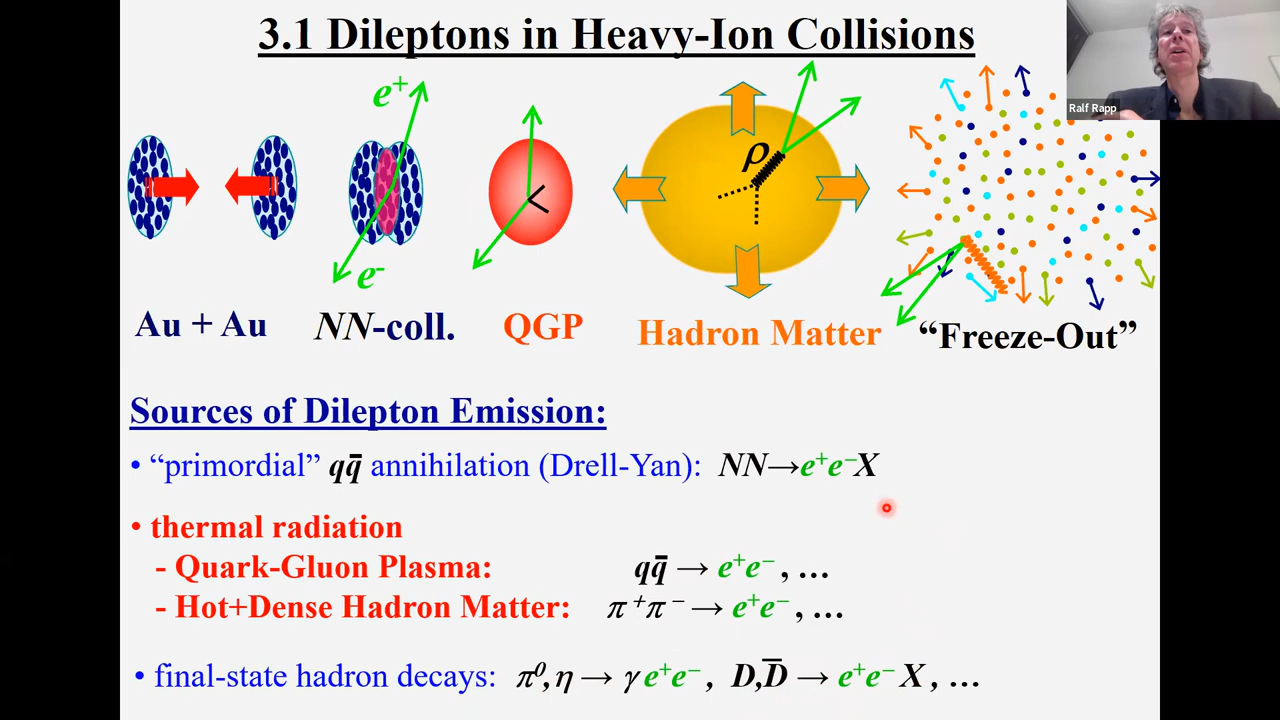 3.1 Dileptons in Heavy-Ion Collisions
Ralf Rapp
e⁺
ρ
e⁻
Au + Au
NN-coll.
QGP
Hadron Matter
“Freeze-Out”
Sources of Dilepton Emission:
• “primordial” qq̄ annihilation (Drell-Yan): NN→e⁺e⁻X
• thermal radiation
- Quark-Gluon Plasma: qq̄ → e⁺e⁻ , …
- Hot+Dense Hadron Matter: π⁺π⁻ → e⁺e⁻ , …
• final-state hadron decays: π⁰,η → γe⁺e⁻ , D,D̄ → e⁺e⁻ X , …